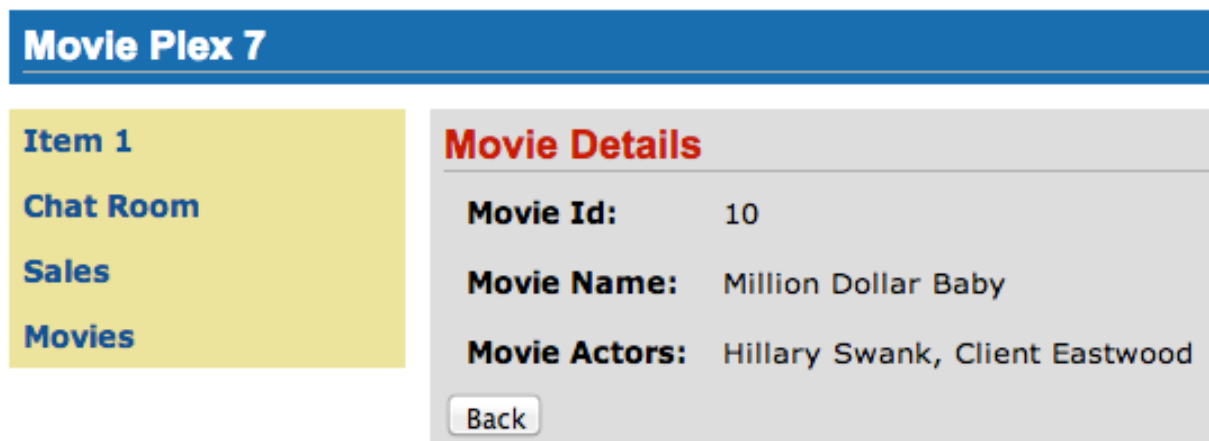 Movie Plex 7
Item 1
Chat Room
Sales
Movies
Movie Details
Movie Id: 10
Movie Name: Million Dollar Baby
Movie Actors: Hillary Swank, Client Eastwood
Back